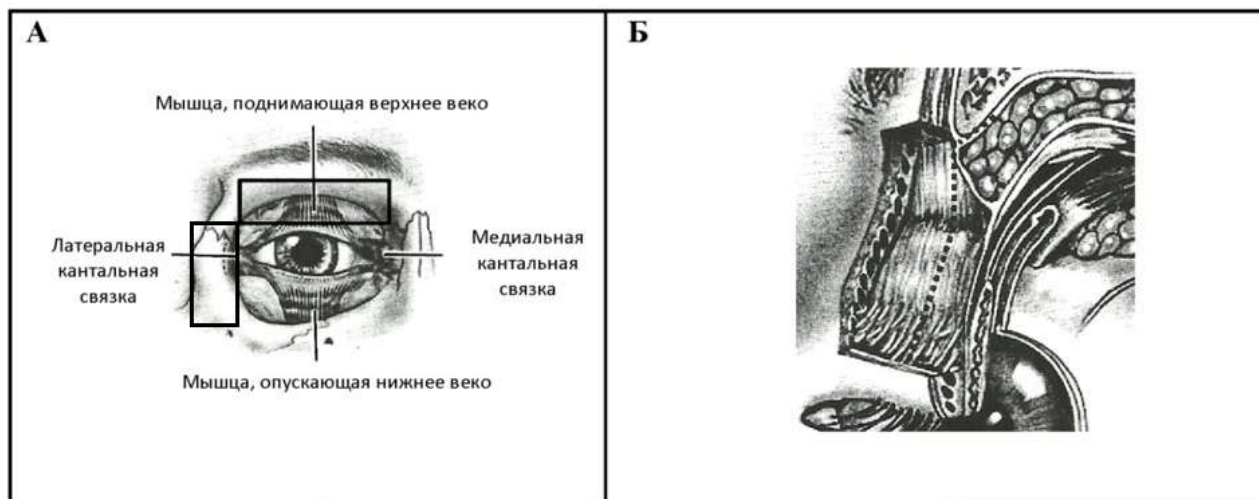 А
Б
Мышца, поднимающая верхнее веко
Латеральная
кантальная
связка
Медиальная
кантальная
связка
Мышца, опускающая нижнее веко